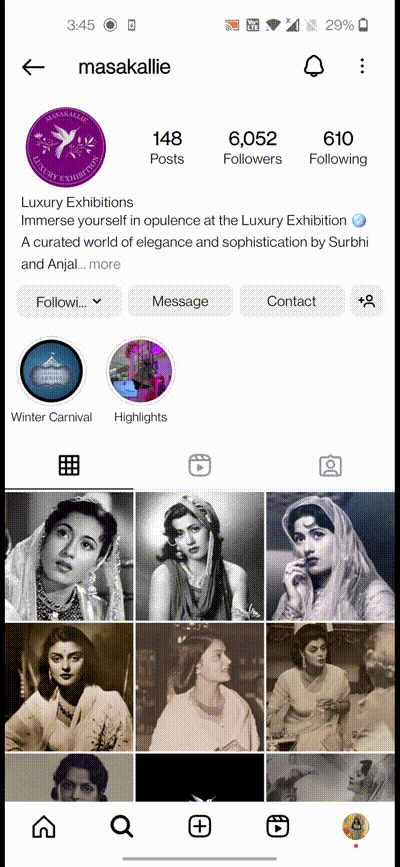 3:45
29%
masakallie
MASAKALLIE
LUXURY EXHIBITION
148
Posts
6,052
Followers
610
Following
Luxury Exhibitions
Immerse yourself in opulence at the Luxury Exhibition 🪩
A curated world of elegance and sophistication by Surbhi
and Anjal... more
Followi...
Message
Contact
Winter Carnival
Highlights